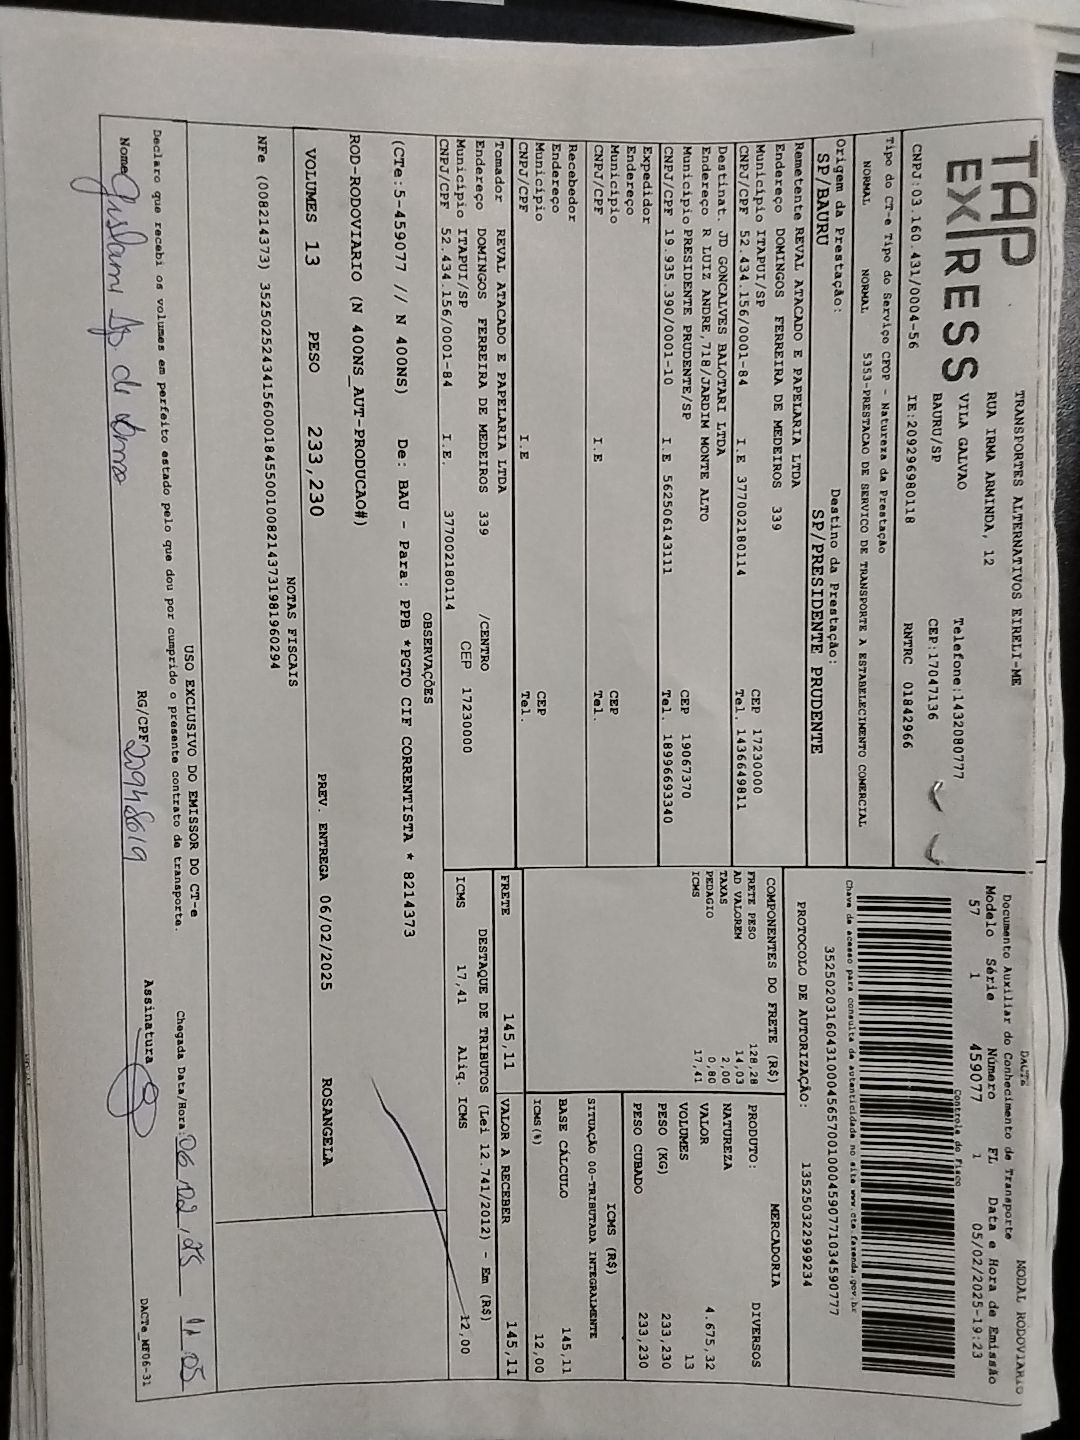 TAP
EXPRESS
TRANSPORTES ALTERNATIVOS EIRELI-ME
RUA IRMA ARMINDA, 12
VILA GALVAO Telefone:1432080777
BAURU/SP CEP:17047136
CNPJ:03.160.431/0004-56 IE:209296980118 RNTRC 01842966
DACTe MODAL RODOVIARIO
Documento Auxiliar do Conhecimento de Transporte
Modelo Série Número FL Data e Hora de Emissão
57 1 459077 1 05/02/2025-19:23
Controle do Fisco
Chave de acesso para consulta de autenticidade no site www.cte.fazenda.gov.br
35250203160431000456570010004590771034590777
PROTOCOLO DE AUTORIZAÇÃO: 135250322999234
Tipo do CT-e Tipo do Serviço CFOP - Natureza da Prestação
NORMAL NORMAL 5353-PRESTACAO DE SERVICO DE TRANSPORTE A ESTABELECIMENTO COMERCIAL
Origem da Prestação: Destino da Prestação:
SP/BAURU SP/PRESIDENTE PRUDENTE
Remetente REVAL ATACADO E PAPELARIA LTDA
Endereço DOMINGOS FERREIRA DE MEDEIROS 339
Município ITAPUI/SP CEP 17230000
CNPJ/CPF 52.434.156/0001-84 I.E 377002180114 Tel. 1436649811
Destinat. JD GONCALVES BALOTARI LTDA
Endereço R LUIZ ANDRE,718/JARDIM MONTE ALTO
Município PRESIDENTE PRUDENTE/SP CEP 19067370
CNPJ/CPF 19.935.390/0001-10 I.E 562506143111 Tel. 18996693340
Expedidor
Endereço
Município CEP
CNPJ/CPF I.E Tel.
Recebedor
Endereço
Município CEP
CNPJ/CPF I.E Tel.
Tomador REVAL ATACADO E PAPELARIA LTDA
Endereço DOMINGOS FERREIRA DE MEDEIROS 339 /CENTRO
Município ITAPUI/SP CEP 17230000
CNPJ/CPF 52.434.156/0001-84 I.E. 377002180114
COMPONENTES DO FRETE (R$)
FRETE PESO 128,28
AD VALOREM 14,03
TAXAS 2,00
PEDAGIO 0,80
ICMS 17,41
MERCADORIA
PRODUTO: DIVERSOS
NATUREZA
VALOR 4.675,32
VOLUMES 13
PESO (KG) 233,230
PESO CUBADO 233,230
ICMS (R$)
SITUAÇÃO 00-TRIBUTADA INTEGRALMENTE
BASE CÁLCULO 145,11
ICMS(%) 12,00
FRETE 145,11 VALOR A RECEBER 145,11
DESTAQUE DE TRIBUTOS (Lei 12.741/2012) - Em (R$)
ICMS 17,41 Aliq. ICMS 12,00
OBSERVAÇÕES
(CTe:5-459077 // N 400NS) De: BAU - Para: PPB *PGTO CIF CORRENTISTA * 8214373
ROD-RODOVIARIO (N 400NS_AUT-PRODUCAO#)
VOLUMES 13 PESO 233,230 PREV. ENTREGA 06/02/2025 ROSANGELA
NOTAS FISCAIS
NFe (008214373) 35250252434156000184550010082143731981960294
USO EXCLUSIVO DO EMISSOR DO CT-e
Declaro que recebi os volumes em perfeito estado pelo que dou por cumprido o presente contrato de transporte. Chegada Data/Hora: 06 02 25 11 05
Nome RG/CPF Assinatura
DACTe_MF06-31